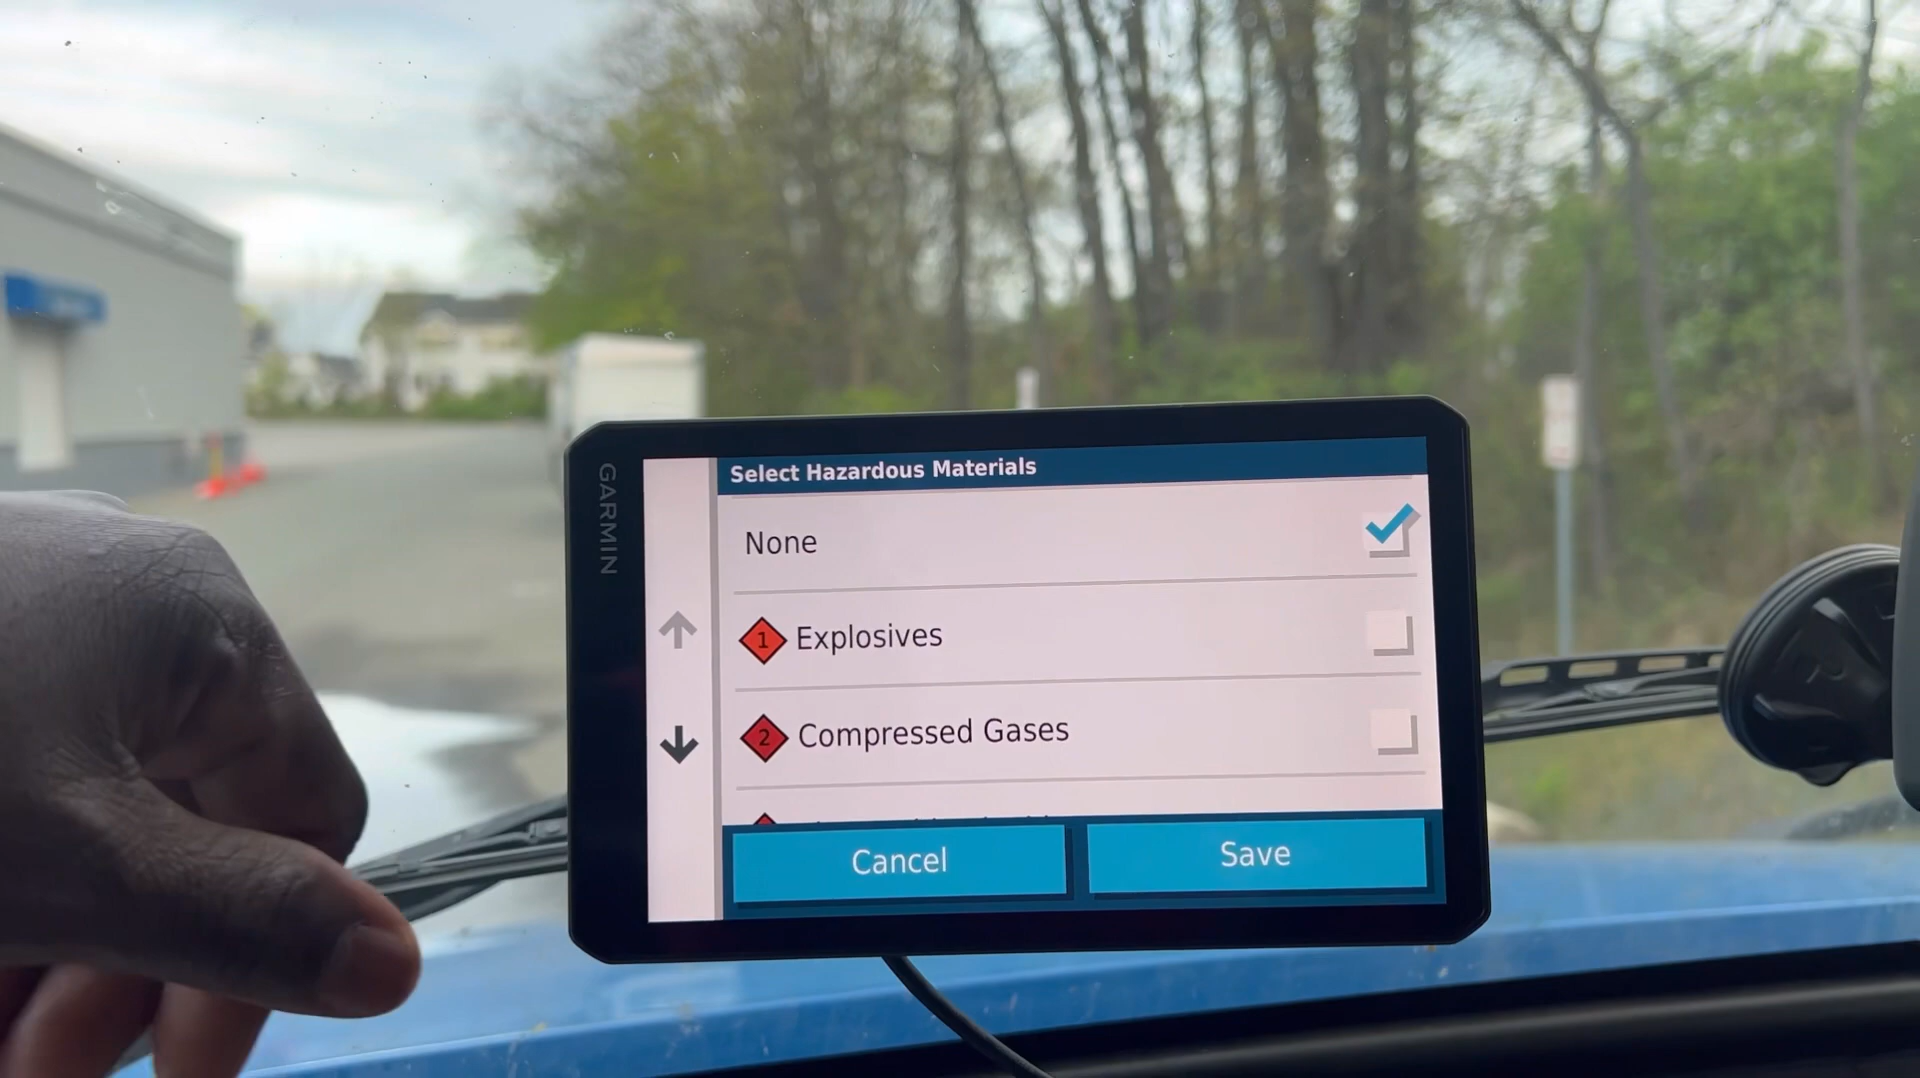 GARMIN
Select Hazardous Materials
None
1 Explosives
2 Compressed Gases
Cancel
Save